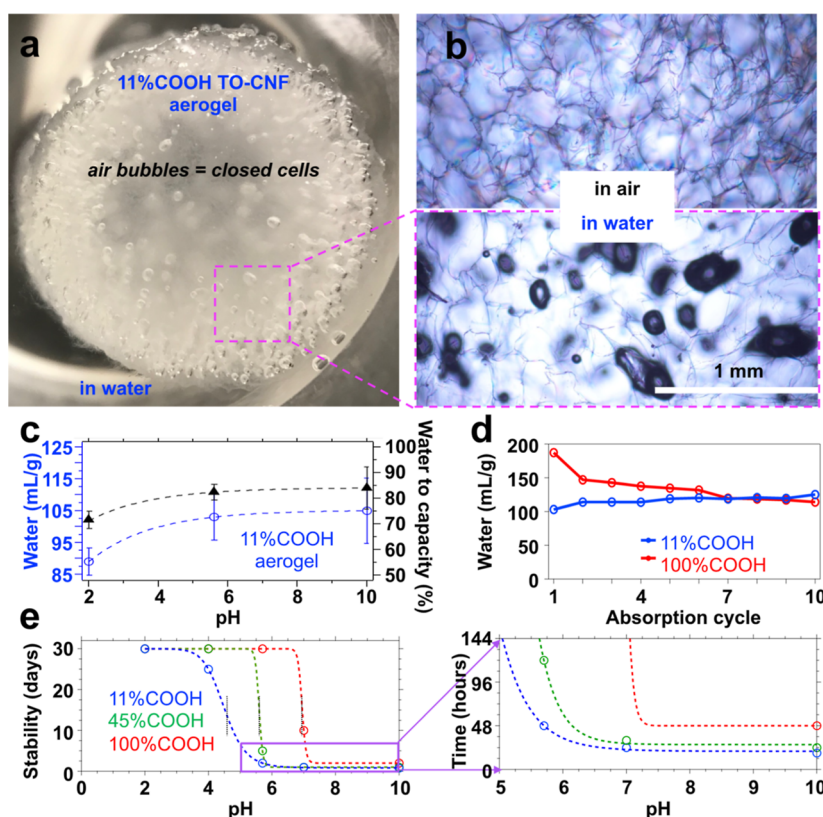 a
11%COOH TO-CNF
aerogel
air bubbles = closed cells
in water
b
in air
in water
1 mm
c
125
115
105
95
85
Water (mL/g)
100
90
80
70
60
50
Water to capacity (%)
11%COOH
aerogel
2 4 6 8 10
pH
d
200
150
100
50
0
Water (mL/g)
11%COOH
100%COOH
1 4 7 10
Absorption cycle
e
30
20
10
0
Stability (days)
11%COOH
45%COOH
100%COOH
0 2 4 6 8 10
pH
144
96
48
0
Time (hours)
5 6 7 8 9 10
pH